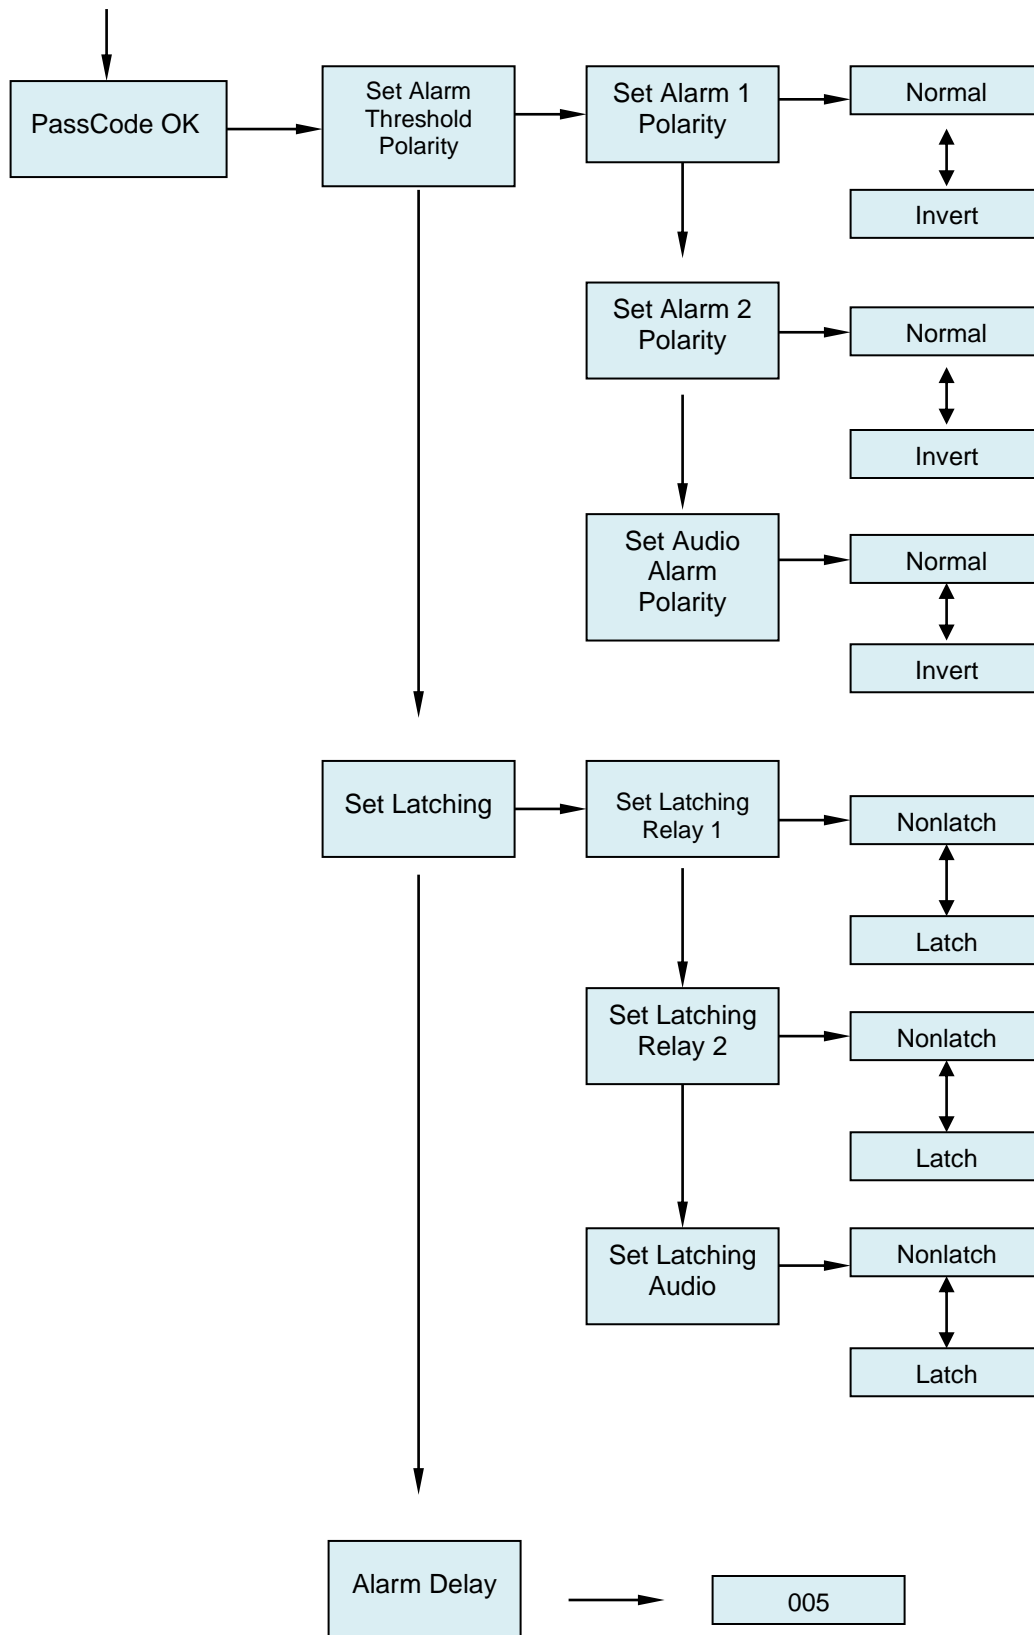 PassCode OK
Set Alarm
Threshold
Polarity
Set Alarm 1
Polarity
Normal
Invert
Set Alarm 2
Polarity
Normal
Invert
Set Audio
Alarm
Polarity
Normal
Invert
Set Latching
Set Latching
Relay 1
Nonlatch
Latch
Set Latching
Relay 2
Nonlatch
Latch
Set Latching
Audio
Nonlatch
Latch
Alarm Delay
005